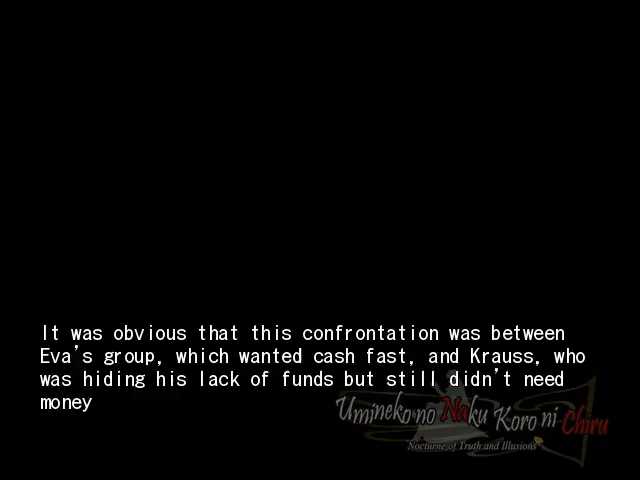 It was obvious that this confrontation was between
Eva's group, which wanted cash fast, and Krauss, who
was hiding his lack of funds but still didn't need
money
Umineko no Naku Koro ni Chiru
Nocturne of Truth and Illusions